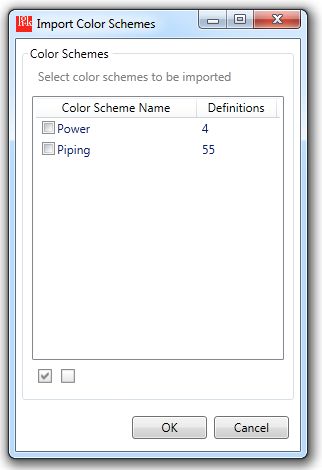 Import Color Schemes
Color Schemes
Select color schemes to be imported
Color Scheme Name Definitions
Power 4
Piping 55
OK Cancel